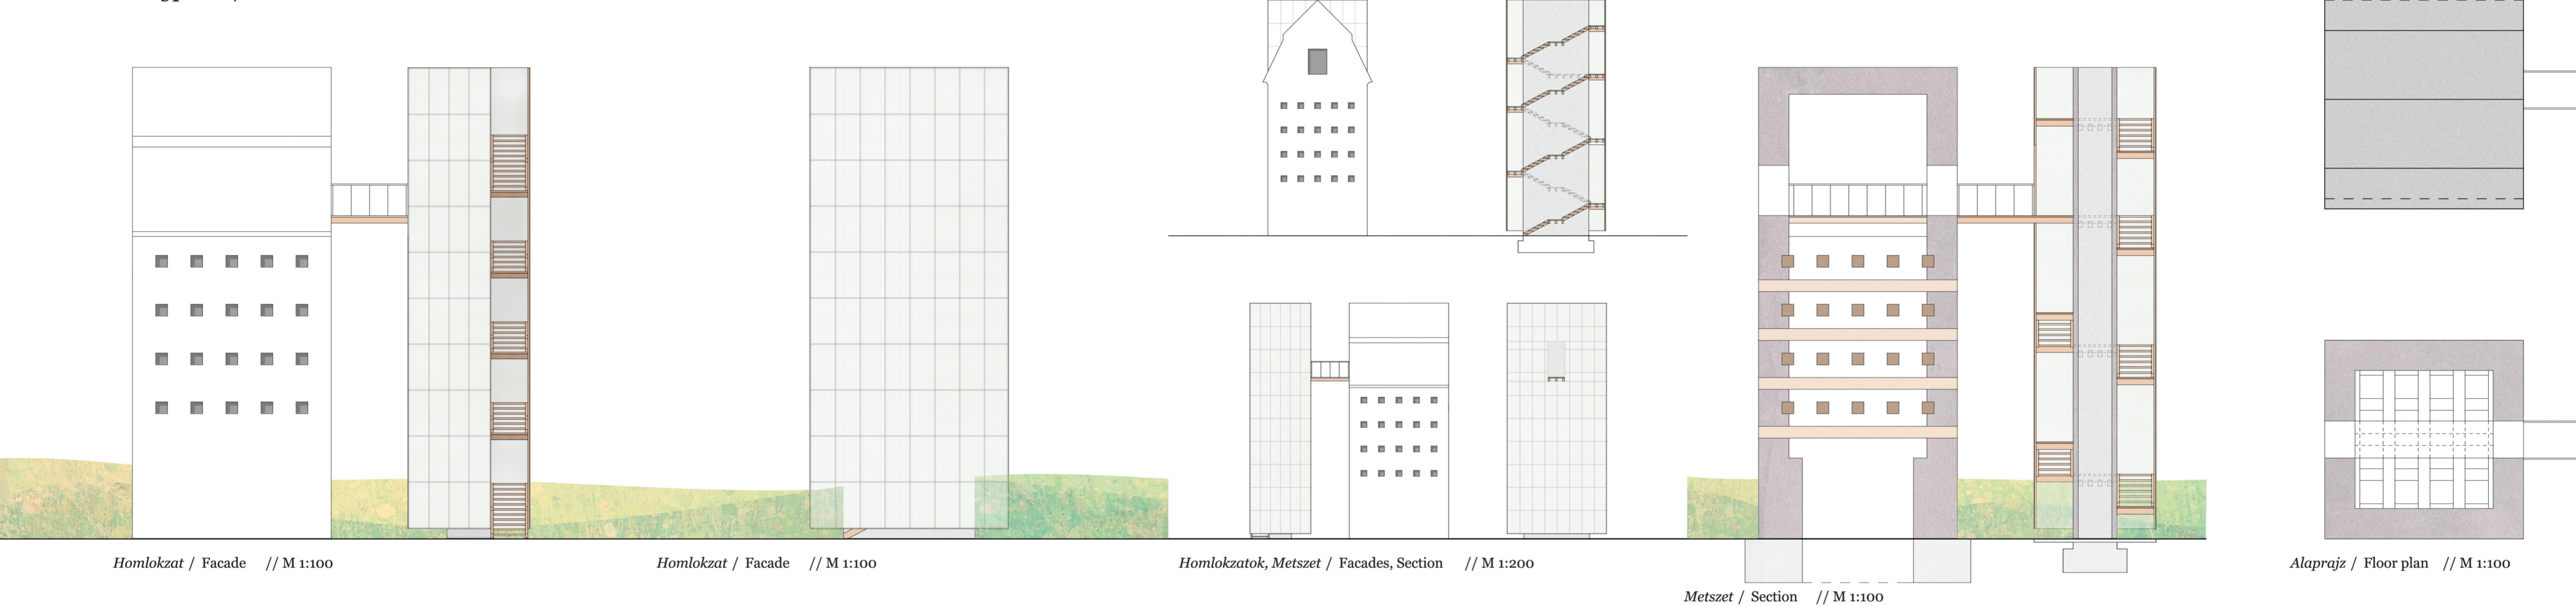 Homlokzat / Facade // M 1:100
Homlokzat / Facade // M 1:100
Homlokzatok, Metszet / Facades, Section // M 1:200
Metszet / Section // M 1:100
Alaprajz / Floor plan // M 1:100